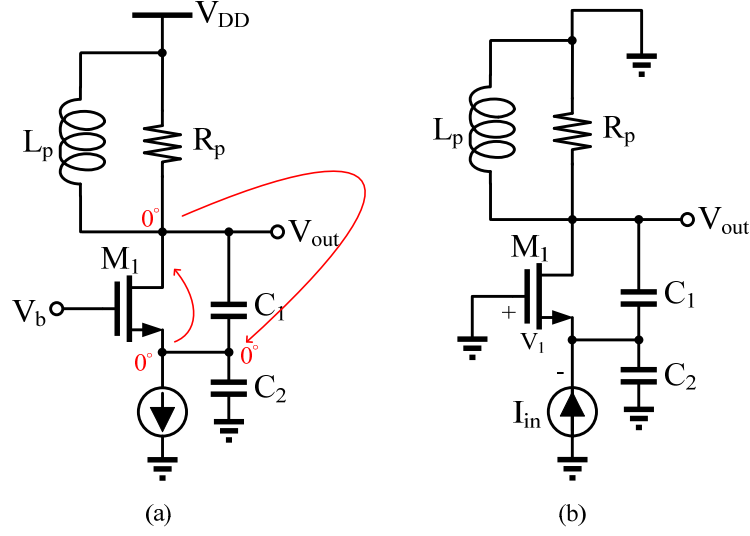 V_DD
L_p
R_p
0°
V_out
M_1
V_b
C_1
0°
0°
C_2
(a)
L_p
R_p
V_out
M_1
+
V_1
C_1
-
C_2
I_in
(b)